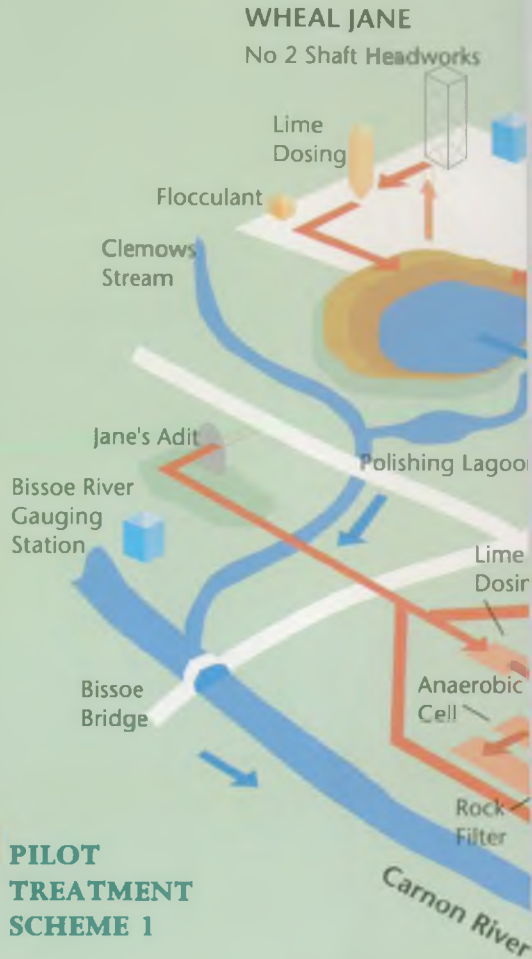 WHEAL JANE
No 2 Shaft Headworks
Lime
Dosing
Flocculant
Clemows
Stream
Jane's Adit
Polishing Lagoo
Bissoe River
Gauging
Station
Lime
Dosin
Anaerobic
Cell
Bissoe
Bridge
Rock
Filter
PILOT
TREATMENT
SCHEME 1
Carnon River